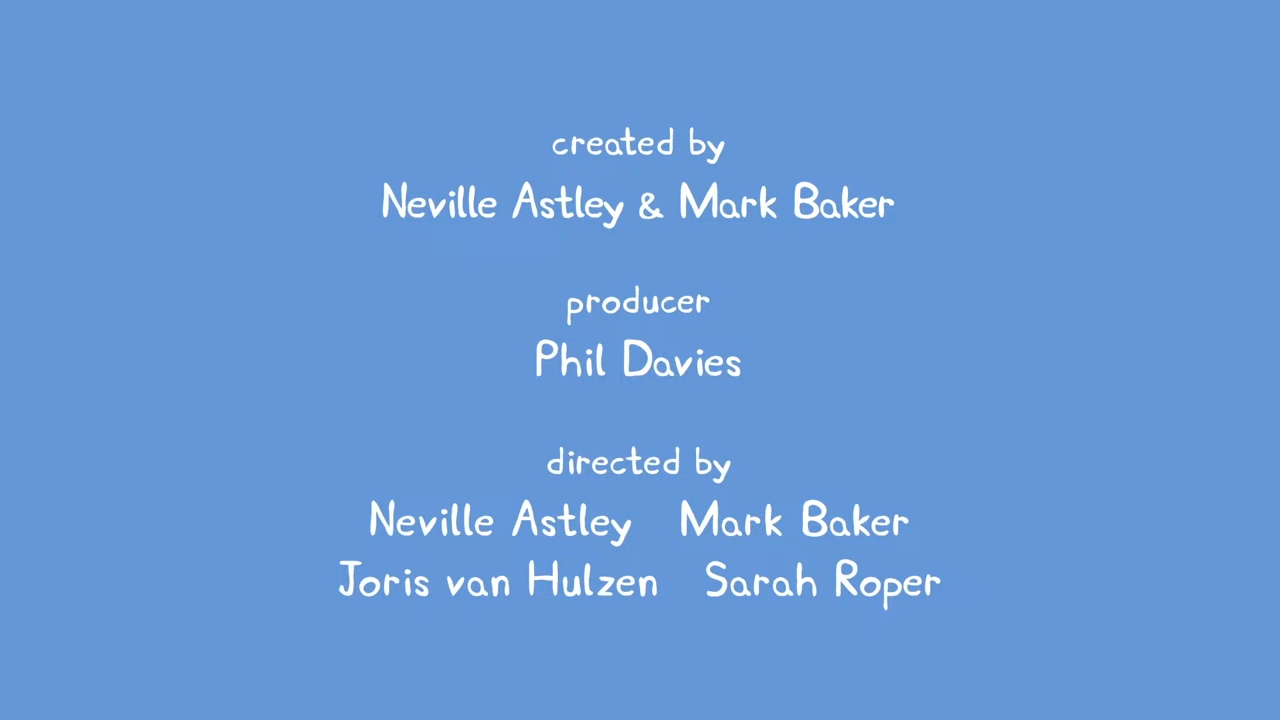 created by
Neville Astley & Mark Baker
producer
Phil Davies
directed by
Neville Astley Mark Baker
Joris van Hulzen Sarah Roper